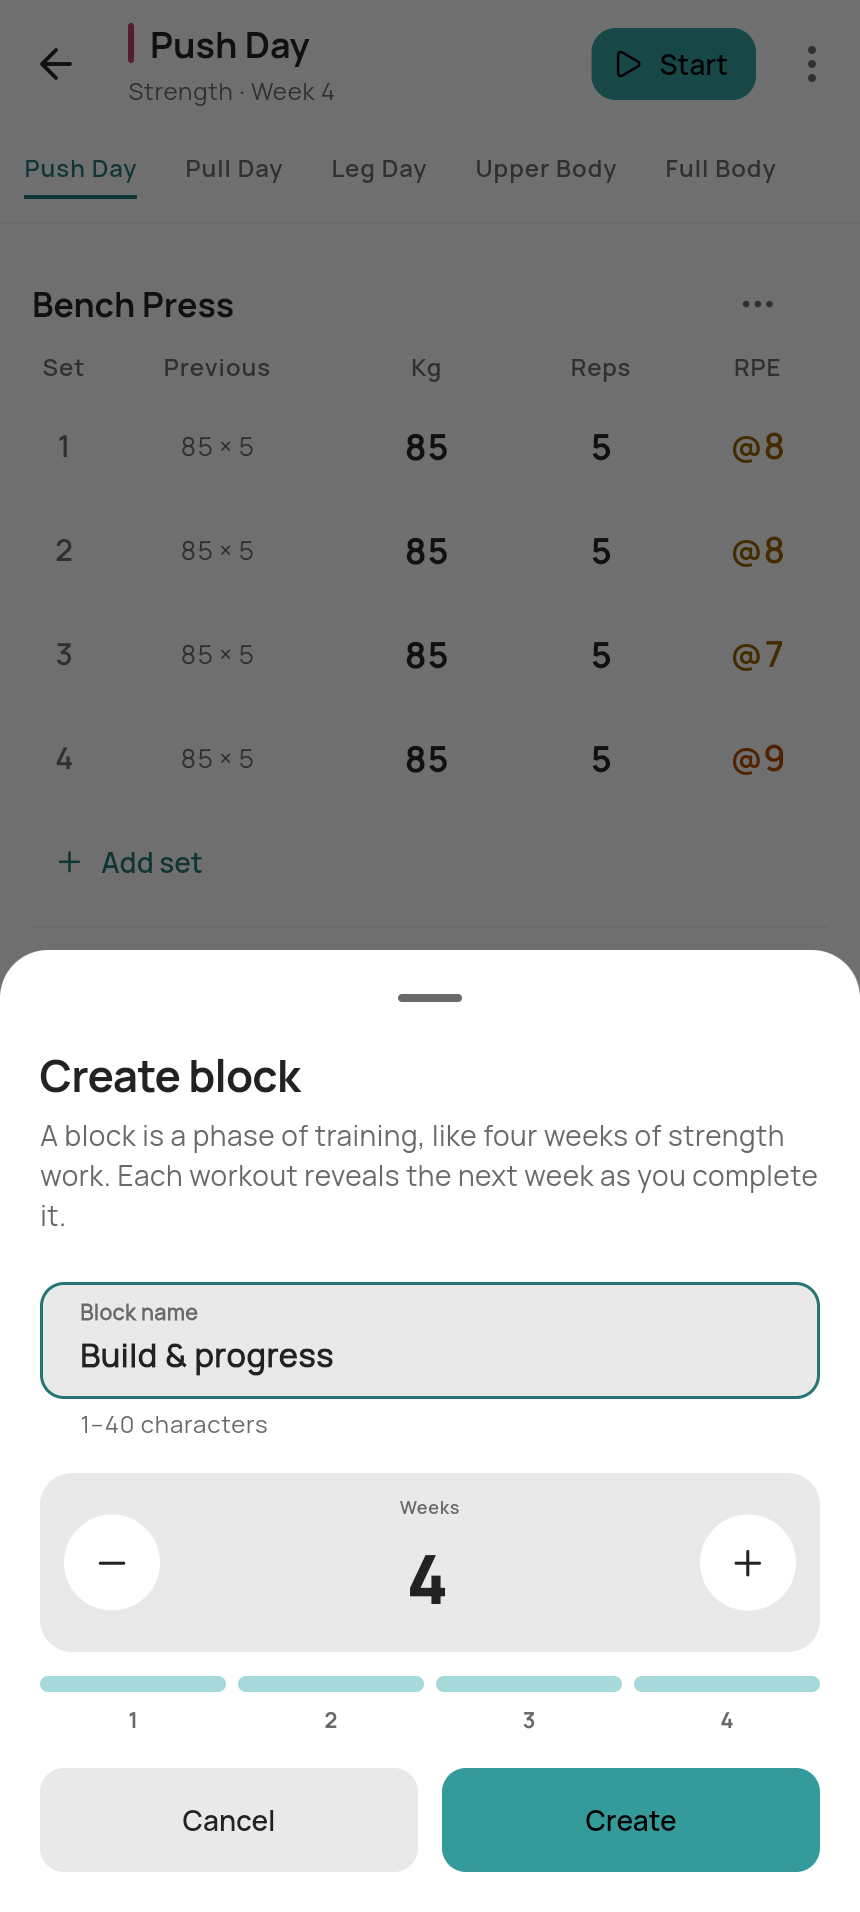 Push Day
Strength · Week 4
Start
Push Day Pull Day Leg Day Upper Body Full Body
Bench Press
Set Previous Kg Reps RPE
1 85 × 5 85 5 @8
2 85 × 5 85 5 @8
3 85 × 5 85 5 @7
4 85 × 5 85 5 @9
+ Add set
Create block
A block is a phase of training, like four weeks of strength
work. Each workout reveals the next week as you complete
it.
Block name
Build & progress
1–40 characters
Weeks
4
1 2 3 4
Cancel Create